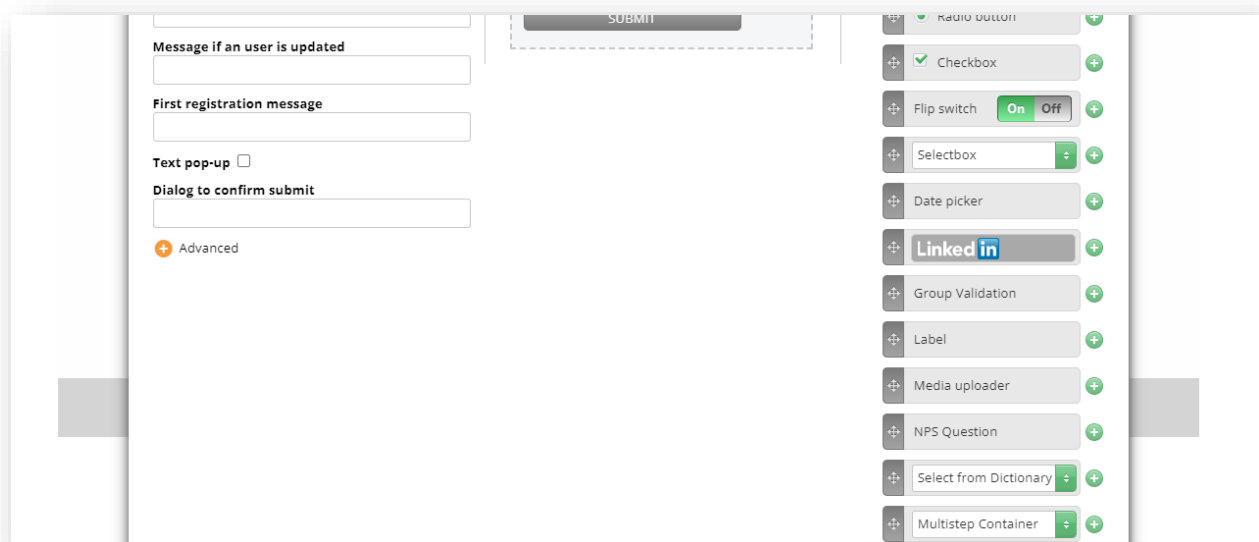 SUBMIT
Message if an user is updated
First registration message
Text pop-up
Dialog to confirm submit
Advanced
Radio button
Checkbox
Flip switch On Off
Selectbox
Date picker
Linked in
Group Validation
Label
Media uploader
NPS Question
Select from Dictionary
Multistep Container